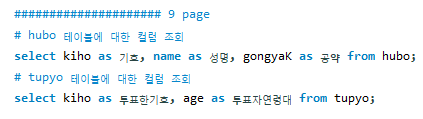 ##################### 9 page
# hubo 테이블에 대한 컬럼 조회
select kiho as 기호, name as 성명, gongyaK as 공약 from hubo;
# tupyo 테이블에 대한 컬럼 조회
select kiho as 투표한기호, age as 투표자연령대 from tupyo;